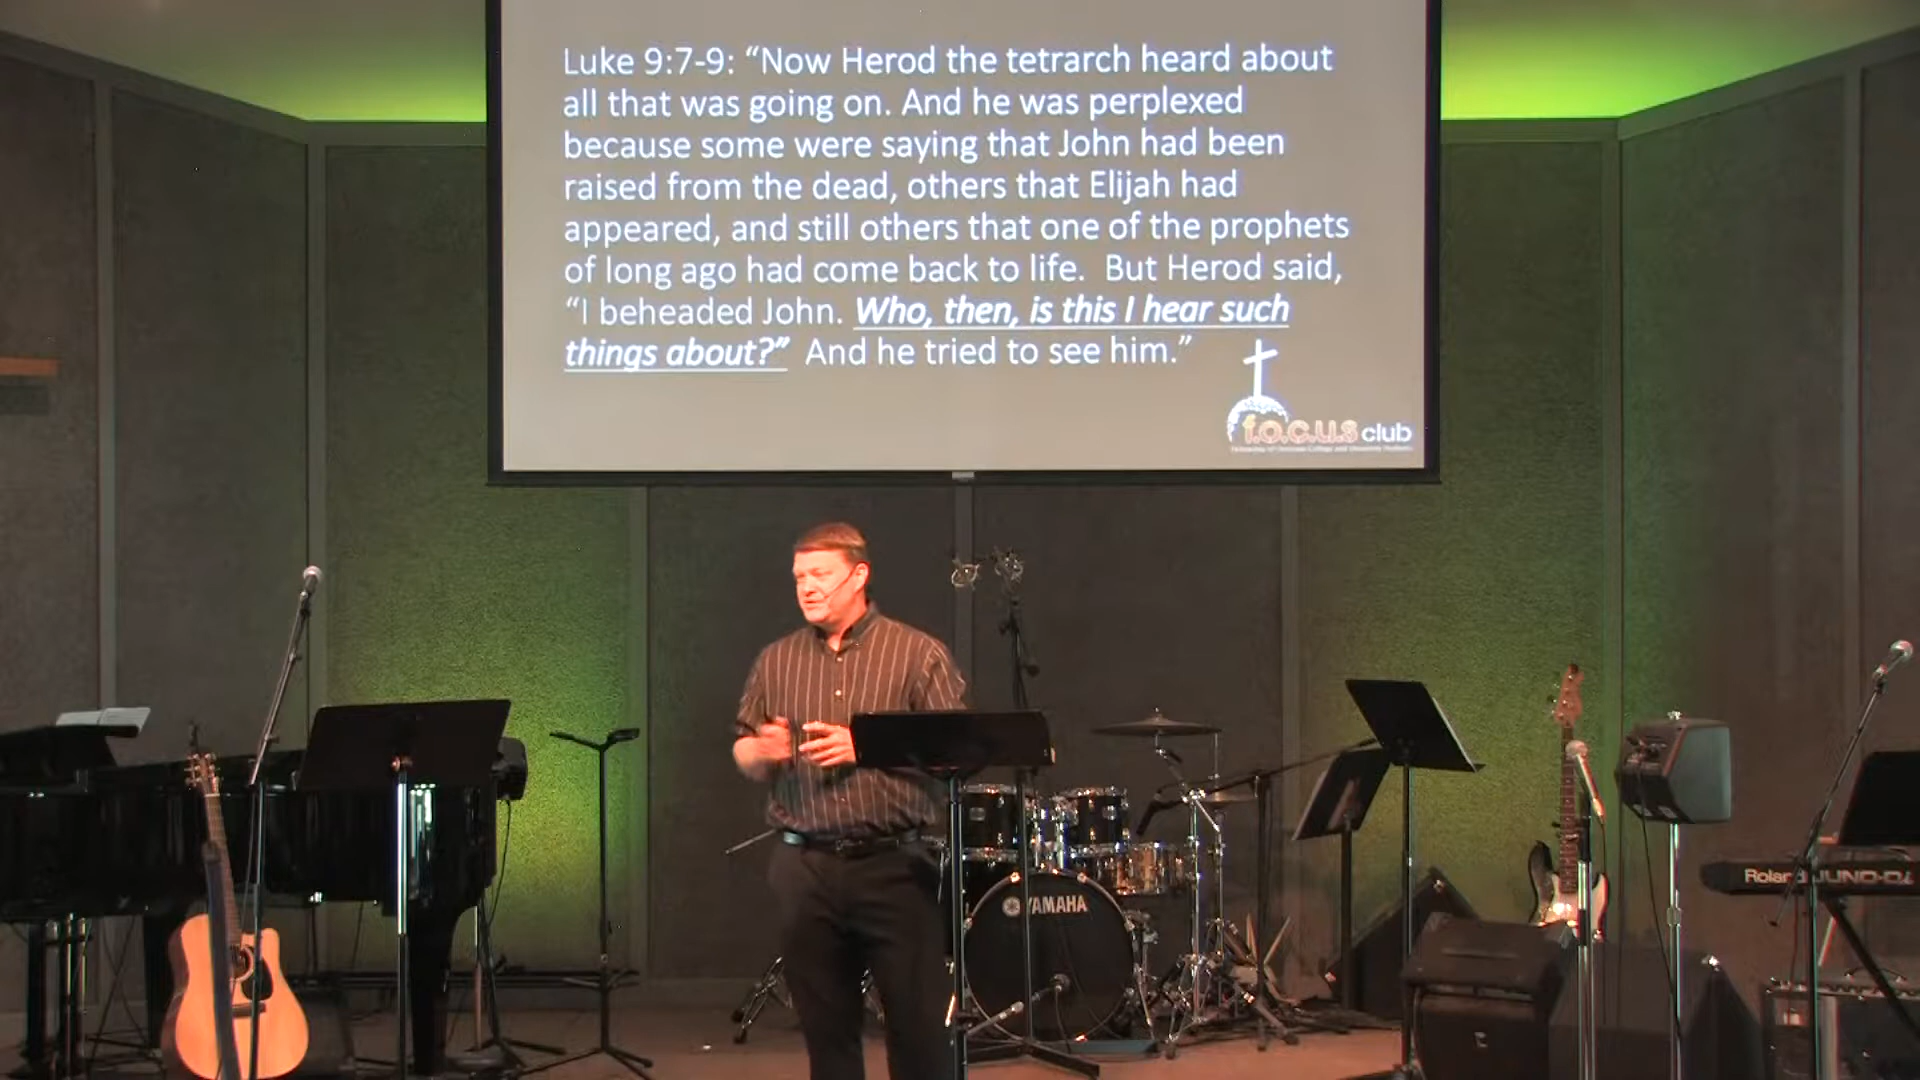 Luke 9:7-9: “Now Herod the tetrarch heard about
all that was going on. And he was perplexed
because some were saying that John had been
raised from the dead, others that Elijah had
appeared, and still others that one of the prophets
of long ago had come back to life.  But Herod said,
“I beheaded John. Who, then, is this I hear such
things about?”  And he tried to see him.”
f.o.c.u.s club
YAMAHA
Roland JUNO-Di